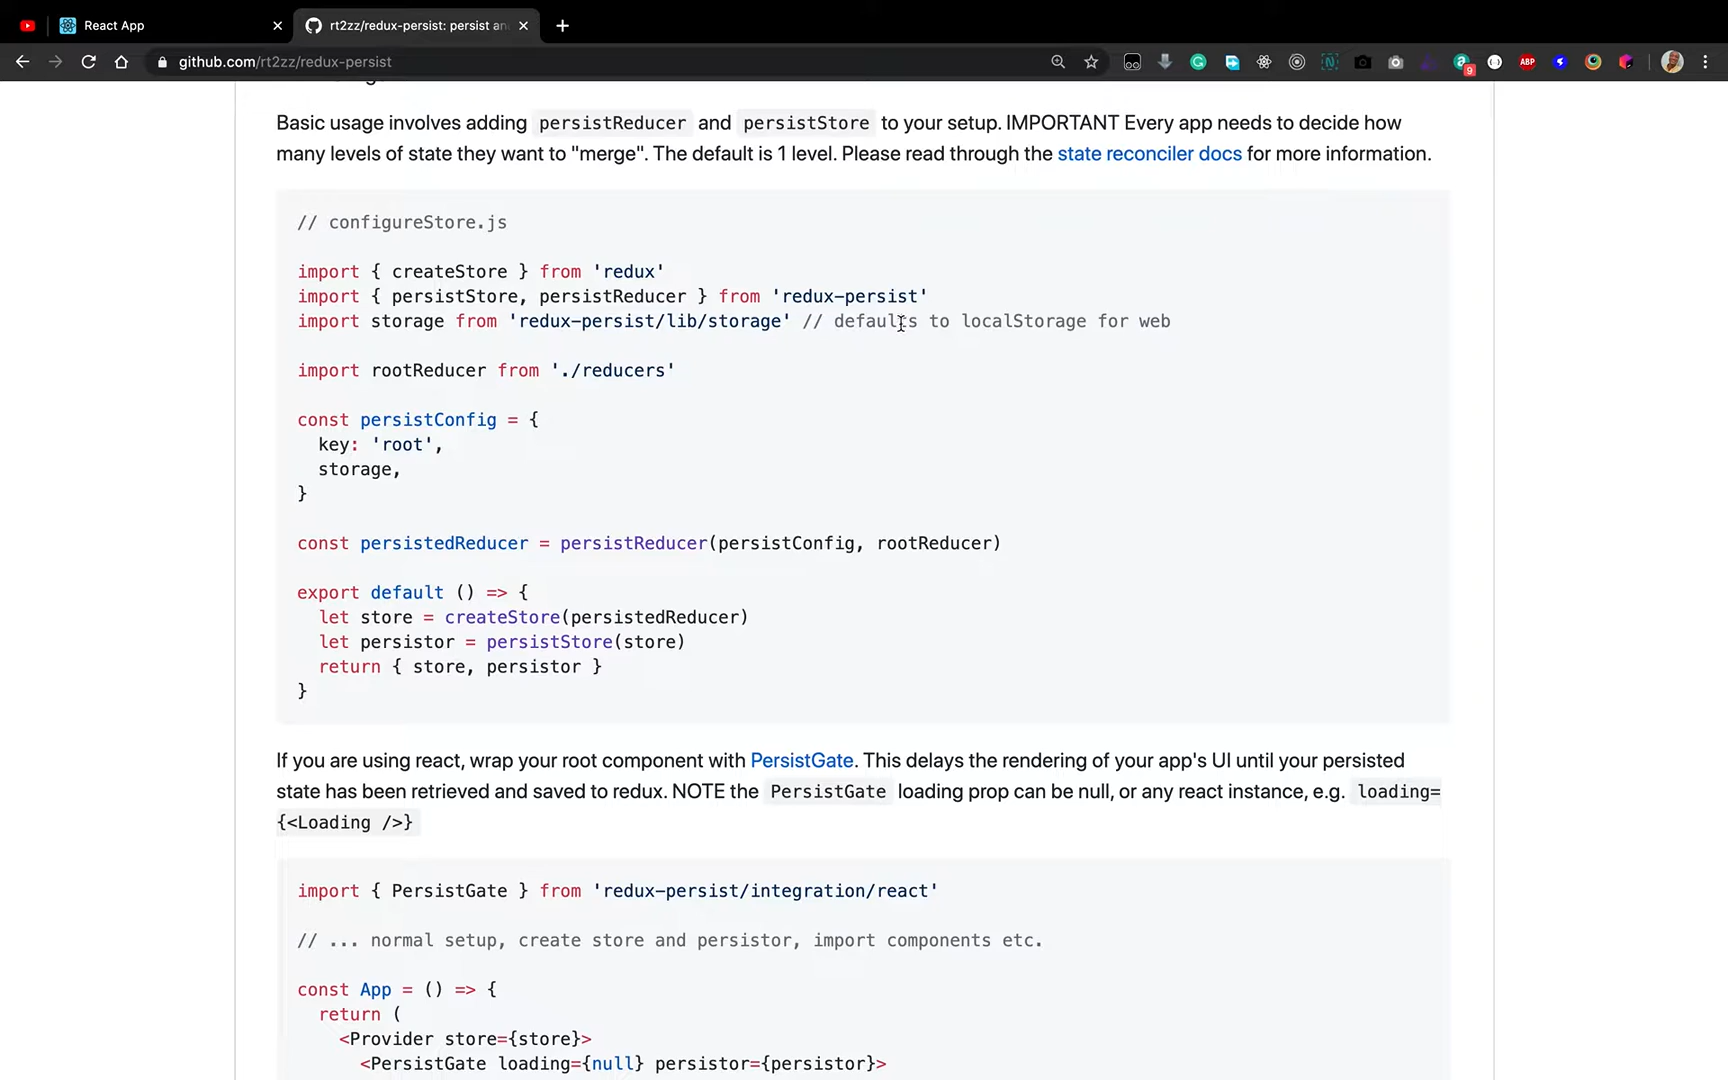 React App
rt2zz/redux-persist: persist an
github.com/rt2zz/redux-persist
9
ABP
Basic usage involves adding persistReducer and persistStore to your setup. IMPORTANT Every app needs to decide how
many levels of state they want to "merge". The default is 1 level. Please read through the state reconciler docs for more information.
// configureStore.js
import { createStore } from 'redux'
import { persistStore, persistReducer } from 'redux-persist'
import storage from 'redux-persist/lib/storage' // defaults to localStorage for web
import rootReducer from './reducers'
const persistConfig = {
key: 'root',
storage,
}
const persistedReducer = persistReducer(persistConfig, rootReducer)
export default () => {
let store = createStore(persistedReducer)
let persistor = persistStore(store)
return { store, persistor }
}
If you are using react, wrap your root component with PersistGate. This delays the rendering of your app's UI until your persisted
state has been retrieved and saved to redux. NOTE the PersistGate loading prop can be null, or any react instance, e.g. loading=
{<Loading />}
import { PersistGate } from 'redux-persist/integration/react'
// ... normal setup, create store and persistor, import components etc.
const App = () => {
return (
<Provider store={store}>
<PersistGate loading={null} persistor={persistor}>